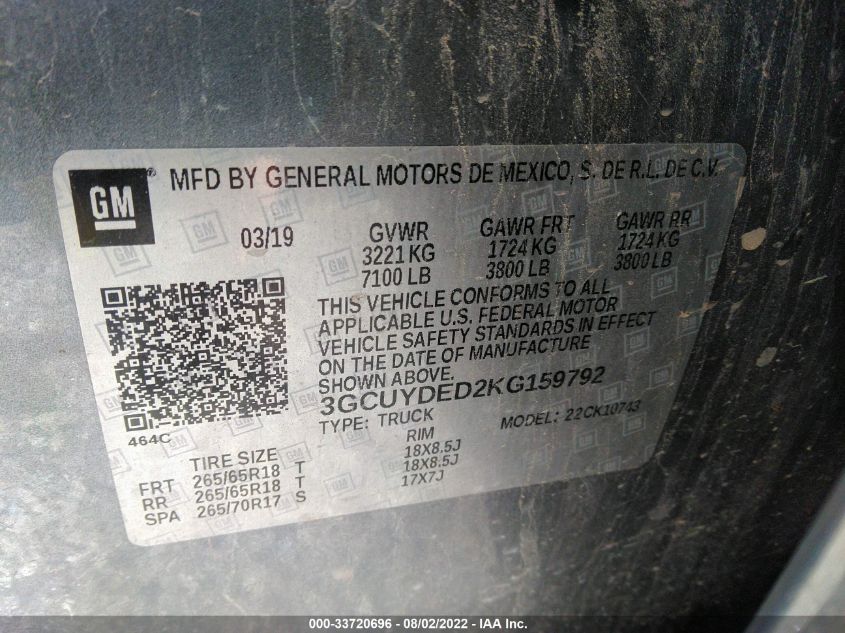 GM
MFD BY GENERAL MOTORS DE MEXICO, S. DE R.L. DE C.V.
03/19
GVWR
3221 KG
7100 LB
GAWR FRT
1724 KG
3800 LB
GAWR RR
1724 KG
3800 LB
THIS VEHICLE CONFORMS TO ALL
APPLICABLE U.S. FEDERAL MOTOR
VEHICLE SAFETY STANDARDS IN EFFECT
ON THE DATE OF MANUFACTURE
SHOWN ABOVE.
3GCUYDED2KG159792
TYPE: TRUCK MODEL: 22CK10743
464C
TIRE SIZE RIM
FRT 265/65R18 T 18X8.5J
RR 265/65R18 T 18X8.5J
SPA 265/70R17 S 17X7J
000-33720696 - 08/02/2022 - IAA Inc.